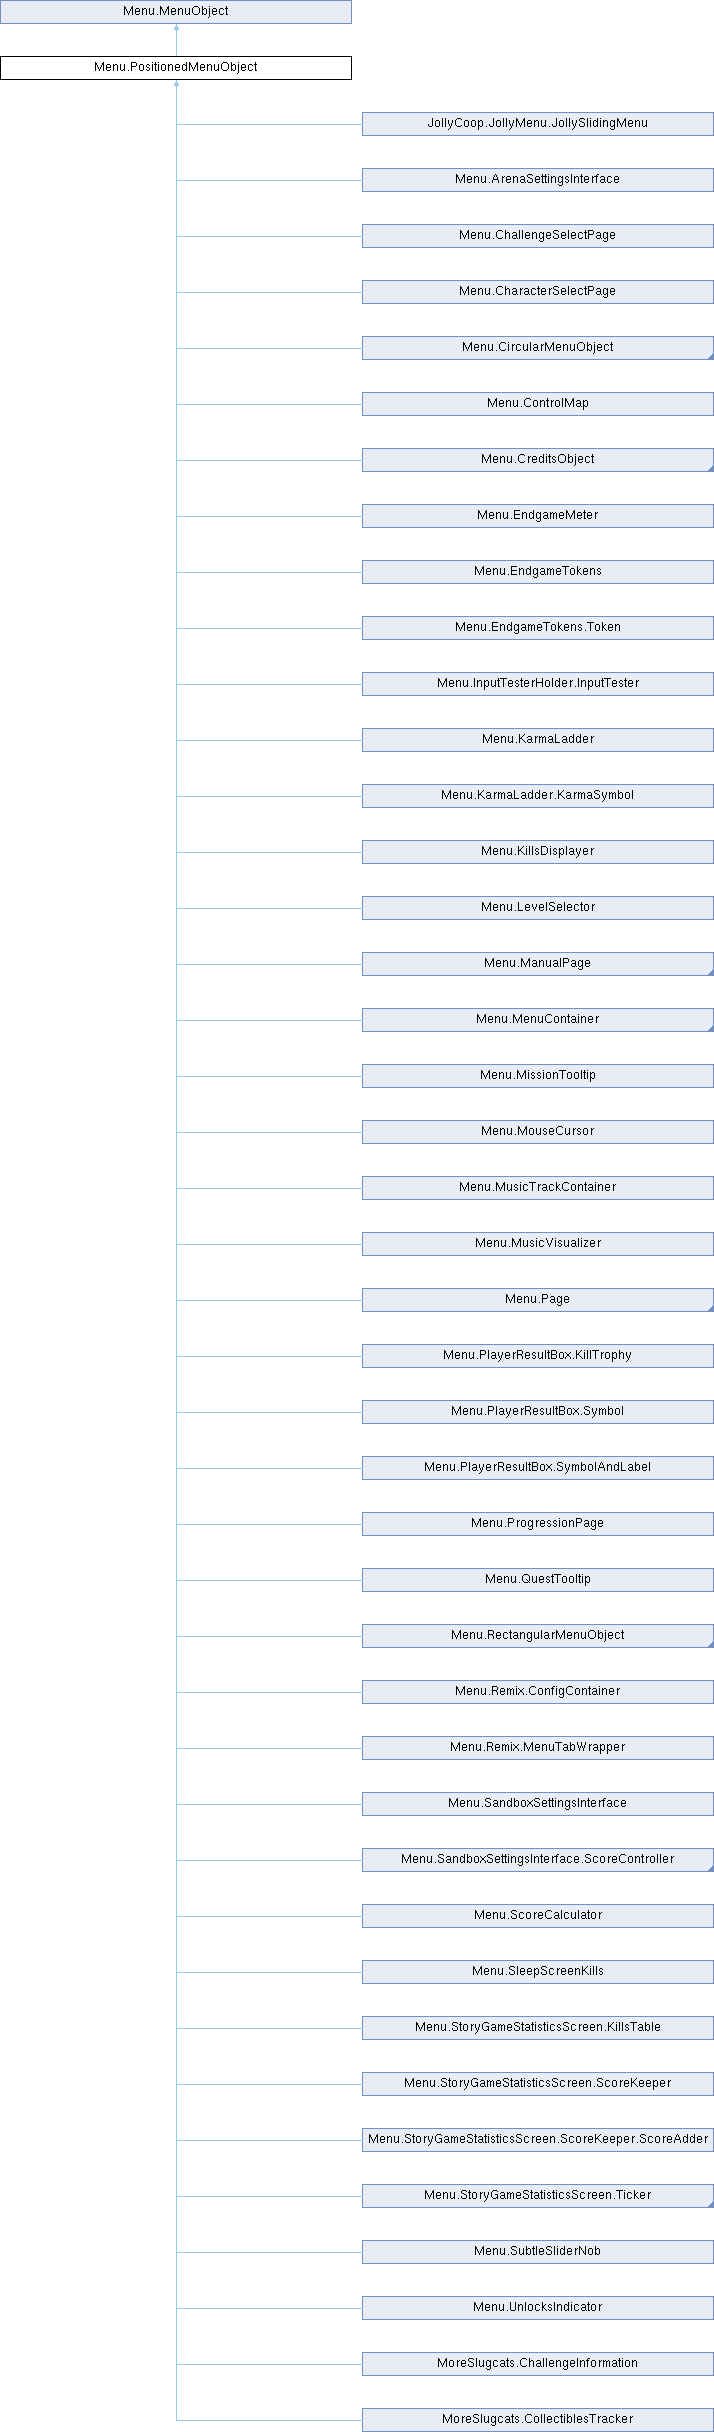 Menu.MenuObject
Menu.PositionedMenuObject
JollyCoop.JollyMenu.JollySlidingMenu
Menu.ArenaSettingsInterface
Menu.ChallengeSelectPage
Menu.CharacterSelectPage
Menu.CircularMenuObject
Menu.ControlMap
Menu.CreditsObject
Menu.EndgameMeter
Menu.EndgameTokens
Menu.EndgameTokens.Token
Menu.InputTesterHolder.InputTester
Menu.KarmaLadder
Menu.KarmaLadder.KarmaSymbol
Menu.KillsDisplayer
Menu.LevelSelector
Menu.ManualPage
Menu.MenuContainer
Menu.MissionTooltip
Menu.MouseCursor
Menu.MusicTrackContainer
Menu.MusicVisualizer
Menu.Page
Menu.PlayerResultBox.KillTrophy
Menu.PlayerResultBox.Symbol
Menu.PlayerResultBox.SymbolAndLabel
Menu.ProgressionPage
Menu.QuestTooltip
Menu.RectangularMenuObject
Menu.Remix.ConfigContainer
Menu.Remix.MenuTabWrapper
Menu.SandboxSettingsInterface
Menu.SandboxSettingsInterface.ScoreController
Menu.ScoreCalculator
Menu.SleepScreenKills
Menu.StoryGameStatisticsScreen.KillsTable
Menu.StoryGameStatisticsScreen.ScoreKeeper
Menu.StoryGameStatisticsScreen.ScoreKeeper.ScoreAdder
Menu.StoryGameStatisticsScreen.Ticker
Menu.SubtleSliderNob
Menu.UnlocksIndicator
MoreSlugcats.ChallengeInformation
MoreSlugcats.CollectiblesTracker